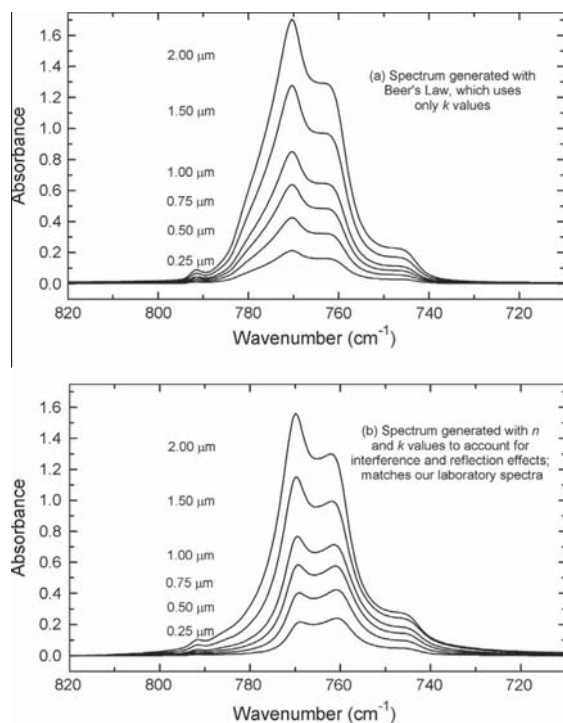 1.6
1.4
1.2
1.0
0.8
0.6
0.4
0.2
0.0
Absorbance
2.00 μm
1.50 μm
1.00 μm
0.75 μm
0.50 μm
0.25 μm
(a) Spectrum generated with
Beer's Law, which uses
only k values
820 800 780 760 740 720
Wavenumber (cm⁻¹)
1.6
1.4
1.2
1.0
0.8
0.6
0.4
0.2
0.0
Absorbance
2.00 μm
1.50 μm
1.00 μm
0.75 μm
0.50 μm
0.25 μm
(b) Spectrum generated with n
and k values to account for
interference and reflection effects;
matches our laboratory spectra
820 800 780 760 740 720
Wavenumber (cm⁻¹)